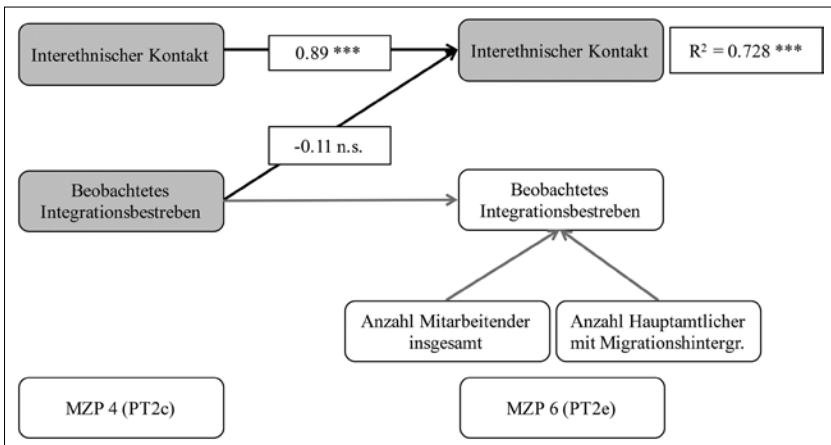 Interethnischer Kontakt
0.89 ***
Interethnischer Kontakt
R² = 0.728 ***
-0.11 n.s.
Beobachtetes
Integrationsbestreben
Beobachtetes
Integrationsbestreben
Anzahl Mitarbeitender
insgesamt
Anzahl Hauptamtlicher
mit Migrationshintergr.
MZP 4 (PT2c)
MZP 6 (PT2e)